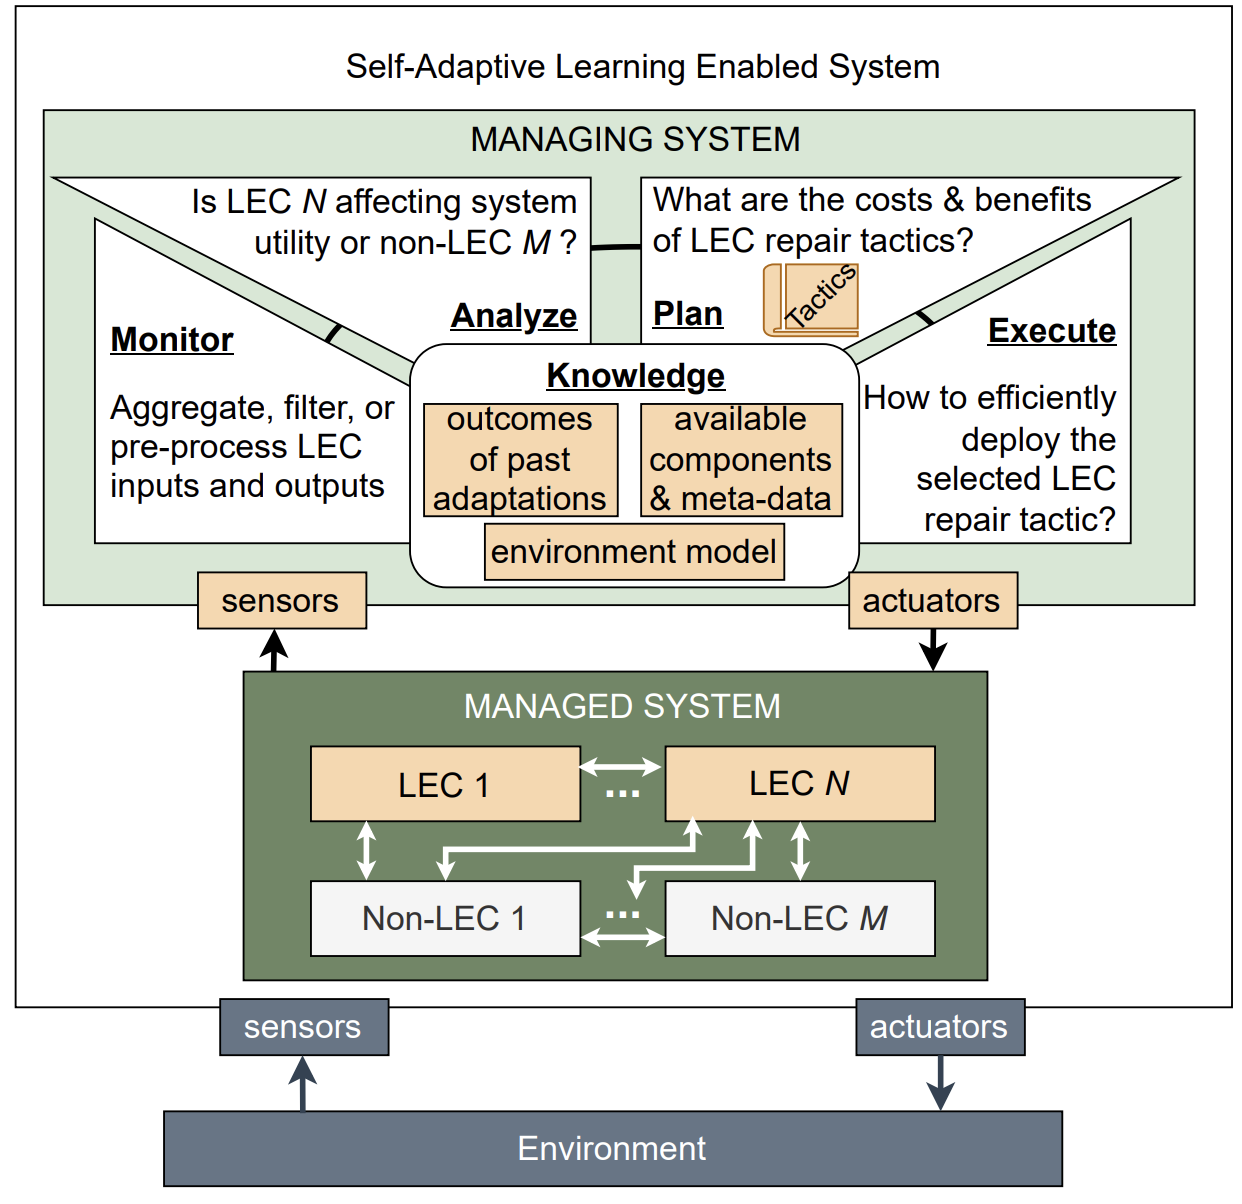 Self-Adaptive Learning Enabled System
MANAGING SYSTEM
Is LEC N affecting system
utility or non-LEC M ?
Analyze
What are the costs & benefits
of LEC repair tactics?
Plan
Tactics
Monitor
Aggregate, filter, or
pre-process LEC
inputs and outputs
Execute
How to efficiently
deploy the
selected LEC
repair tactic?
Knowledge
outcomes
of past
adaptations
available
components
& meta-data
environment model
sensors
actuators
MANAGED SYSTEM
LEC 1
...
LEC N
Non-LEC 1
...
Non-LEC M
sensors
actuators
Environment